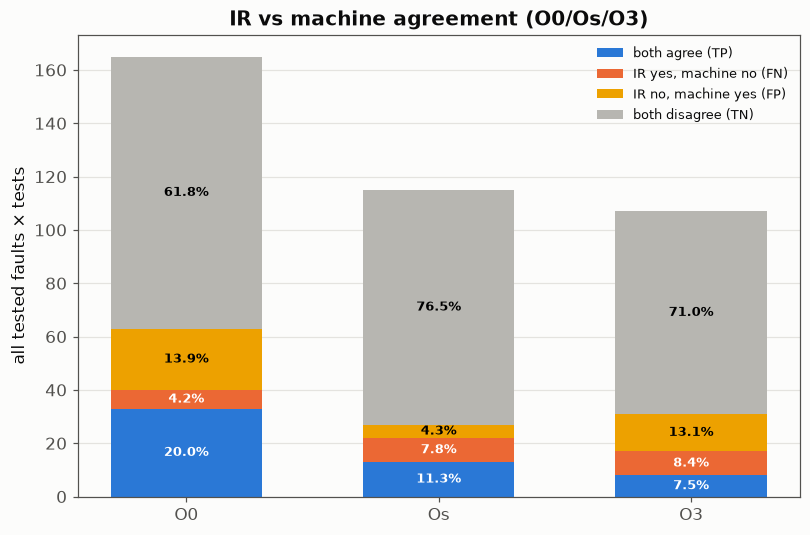 IR vs machine agreement (O0/Os/O3)
both agree (TP)
IR yes, machine no (FN)
IR no, machine yes (FP)
both disagree (TN)
all tested faults × tests
160
140
120
100
80
60
40
20
0
61.8%
13.9%
4.2%
20.0%
76.5%
4.3%
7.8%
11.3%
71.0%
13.1%
8.4%
7.5%
O0
Os
O3